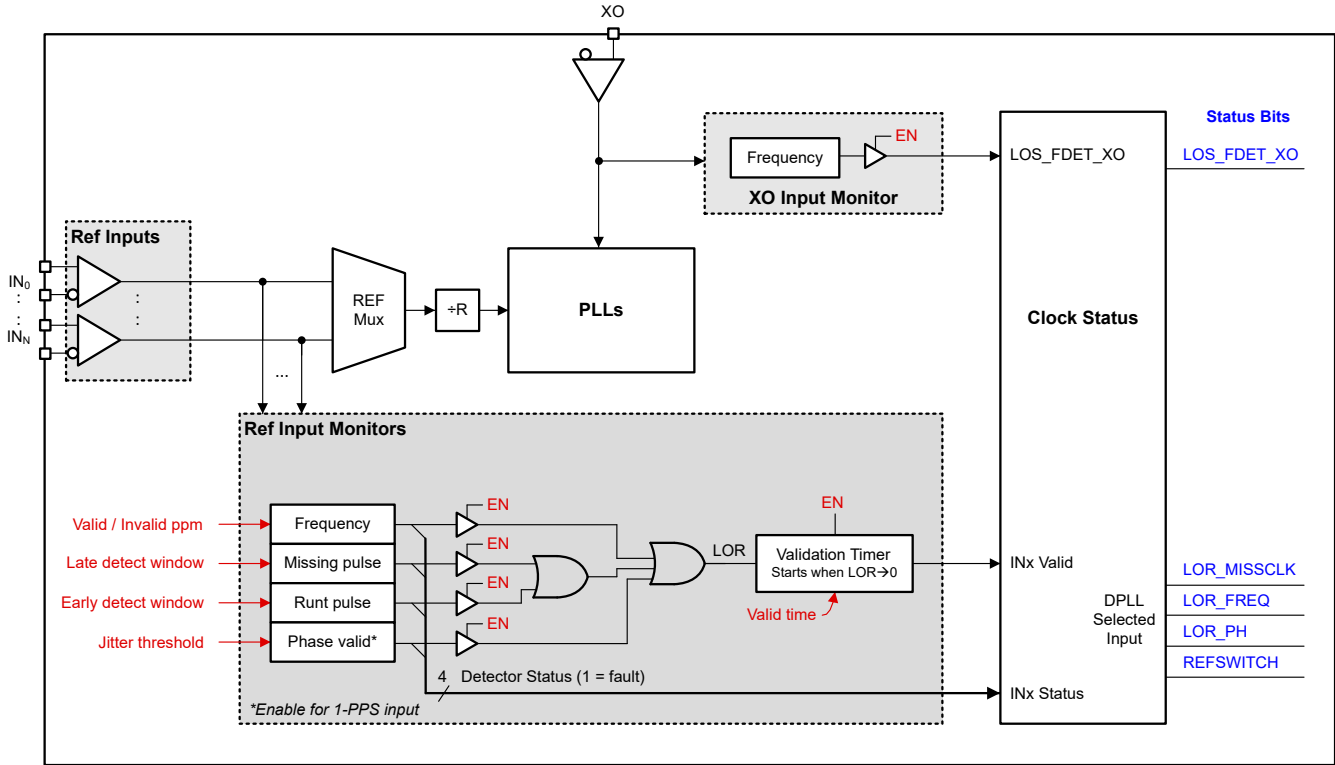 XO
Status Bits
EN
Frequency
LOS_FDET_XO
LOS_FDET_XO
XO Input Monitor
Ref Inputs
IN0
:
:
INN
:
:
REF
Mux
÷R
PLLs
Clock Status
...
Ref Input Monitors
Valid / Invalid ppm
Frequency
EN
EN
Late detect window
Missing pulse
EN
LOR
Validation Timer
Starts when LOR→0
INx Valid
LOR_MISSCLK
Early detect window
Runt pulse
EN
Valid time
DPLL
Selected
Input
LOR_FREQ
Jitter threshold
Phase valid*
EN
LOR_PH
REFSWITCH
4
Detector Status (1 = fault)
INx Status
*Enable for 1-PPS input